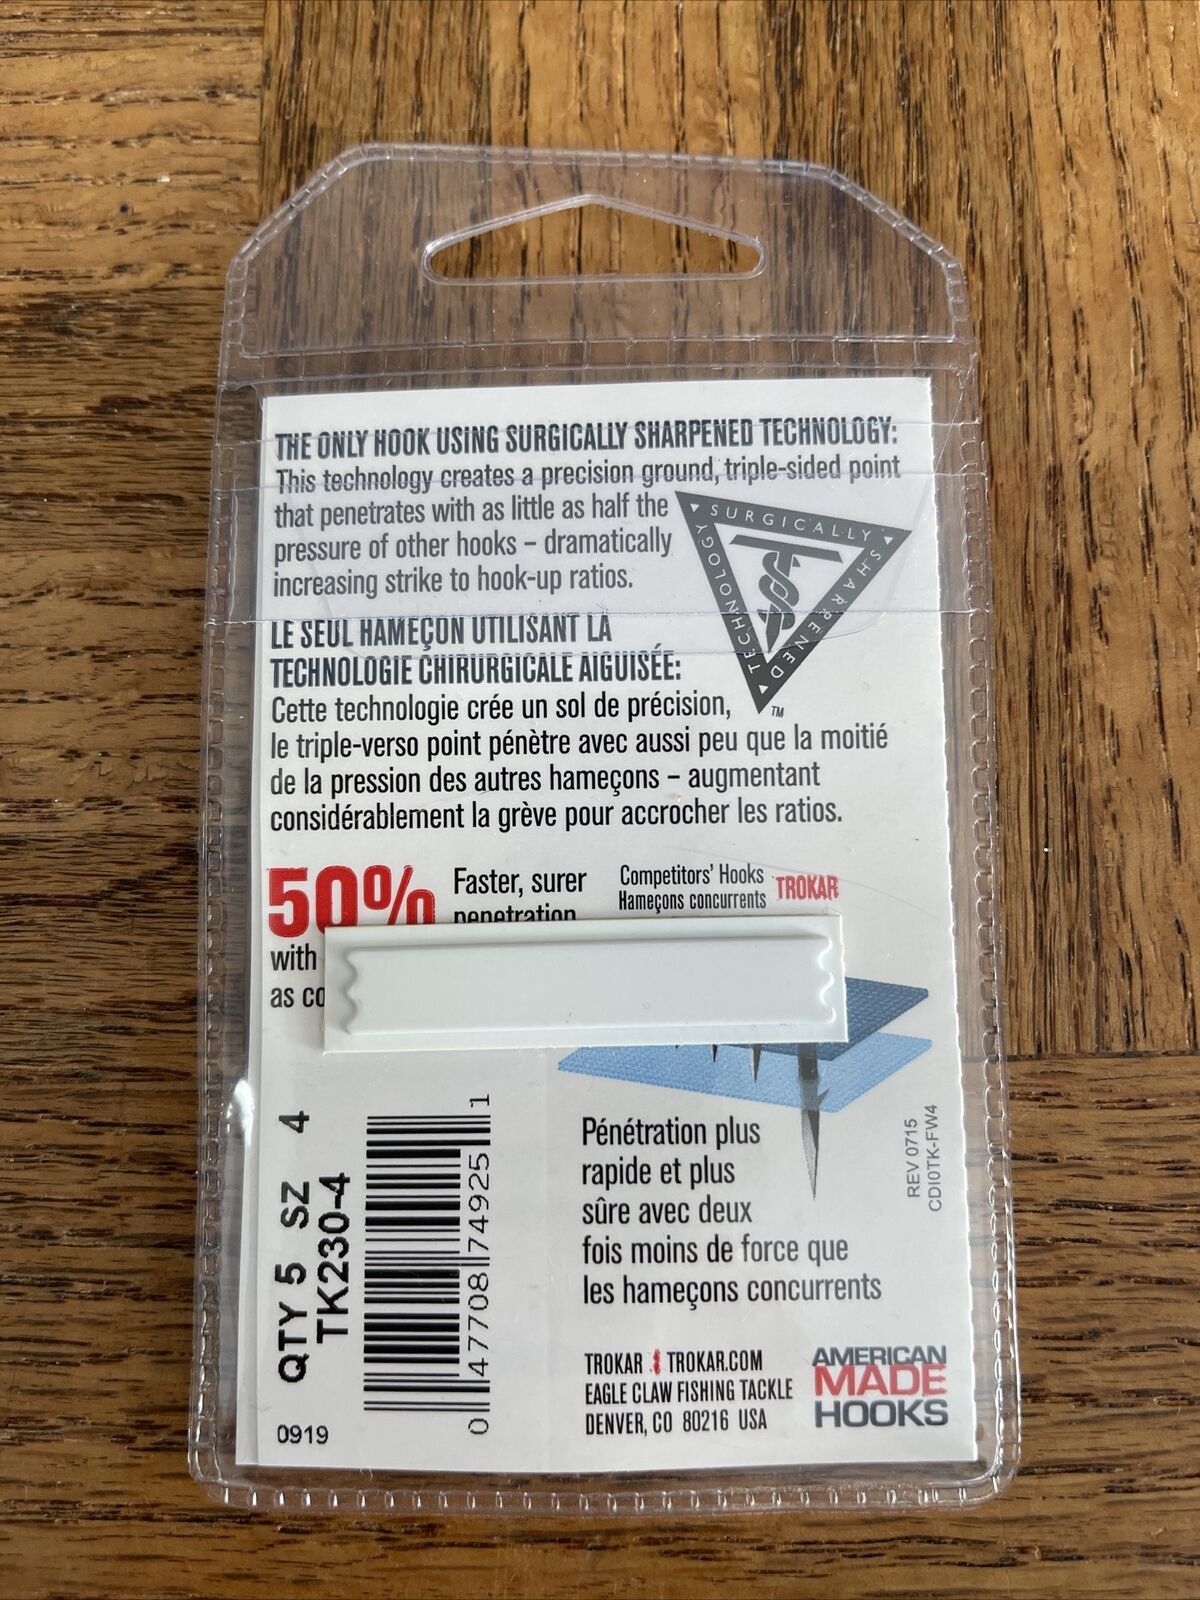 THE ONLY HOOK USING SURGICALLY SHARPENED TECHNOLOGY:
This technology creates a precision ground, triple-sided point
that penetrates with as little as half the
pressure of other hooks – dramatically
increasing strike to hook-up ratios.
SURGICALLY
SHARPENED
TECHNOLOGY
TM
LE SEUL HAMEÇON UTILISANT LA
TECHNOLOGIE CHIRURGICALE AIGUISÉE:
Cette technologie crée un sol de précision,
le triple-verso point pénètre avec aussi peu que la moitié
de la pression des autres hameçons – augmentant
considérablement la grève pour accrocher les ratios.
50%
Faster, surer
penetration
with
as
Competitors' Hooks
Hameçons concurrents
TROKAR
Pénétration plus
rapide et plus
sûre avec deux
fois moins de force que
les hameçons concurrents
REV 0715
CDI0TK-FW4
QTY 5 SZ 4
TK230-4
0 47708 74925 1
0919
TROKAR TROKAR.COM
EAGLE CLAW FISHING TACKLE
DENVER, CO 80216 USA
AMERICAN
MADE
HOOKS